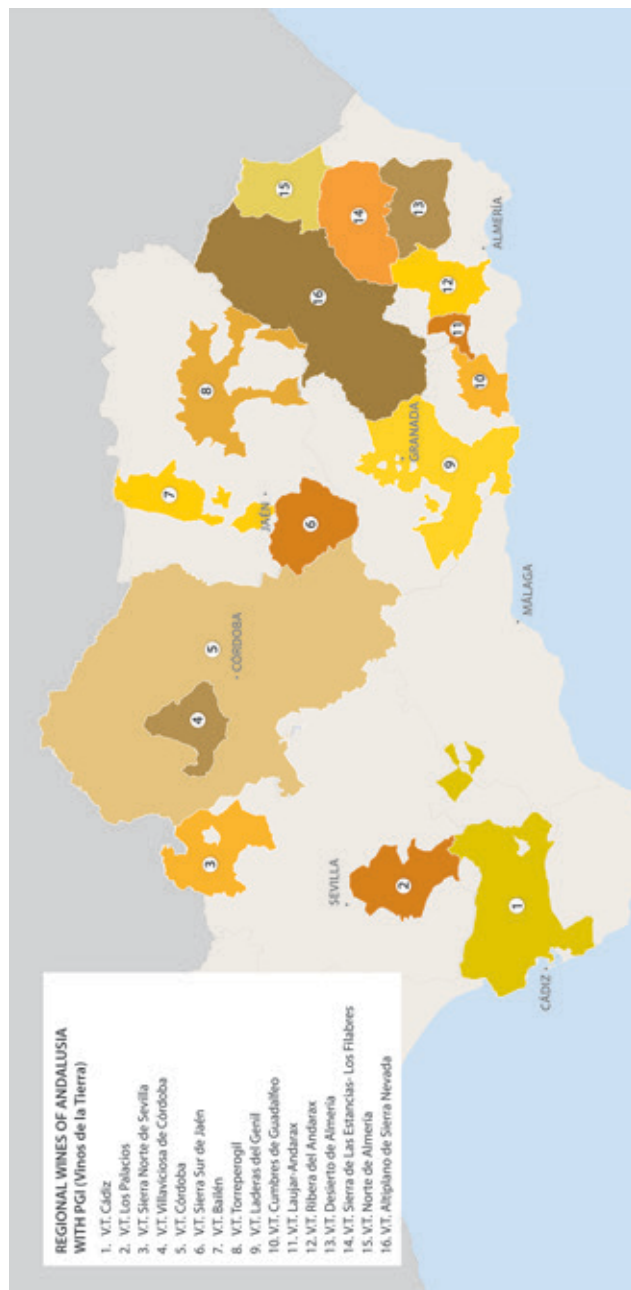 REGIONAL WINES OF ANDALUSIA
WITH PGI (Vinos de la Tierra)
1. V.T. Cádiz
2. V.T. Los Palacios
3. V.T. Sierra Norte de Sevilla
4. V.T. Villaviciosa de Córdoba
5. V.T. Córdoba
6. V.T. Sierra Sur de Jaén
7. V.T. Bailén
8. V.T. Torreperogil
9. V.T. Laderas del Genil
10. V.T. Cumbres de Guadalfeo
11. V.T. Laujar-Andarax
12. V.T. Ribera del Andarax
13. V.T. Desierto de Almería
14. V.T. Sierra de Las Estancias- Los Filabres
15. V.T. Norte de Almería
16. V.T. Altiplano de Sierra Nevada
7
15
8
4
5
16
3
CÓRDOBA
JAÉN
6
14
SEVILLA
2
GRANADA
13
9
12
11
10
1
ALMERÍA
MÁLAGA
CÁDIZ